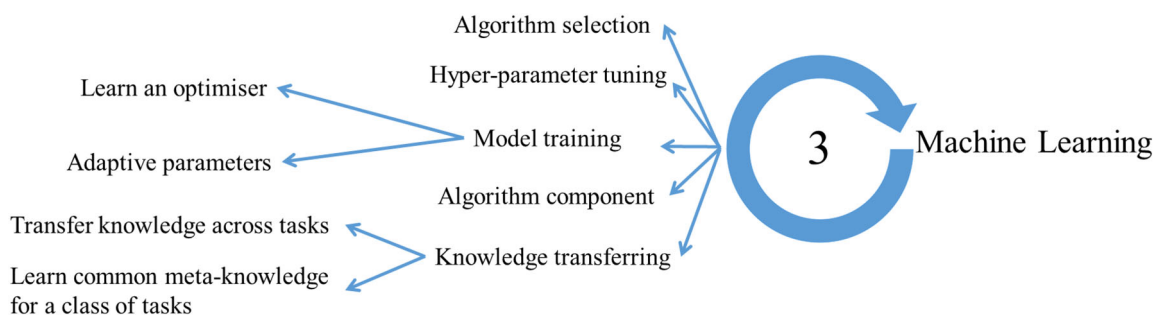 Algorithm selection
Hyper-parameter tuning
Learn an optimiser
Model training
3
Machine Learning
Adaptive parameters
Algorithm component
Transfer knowledge across tasks
Knowledge transferring
Learn common meta-knowledge
for a class of tasks